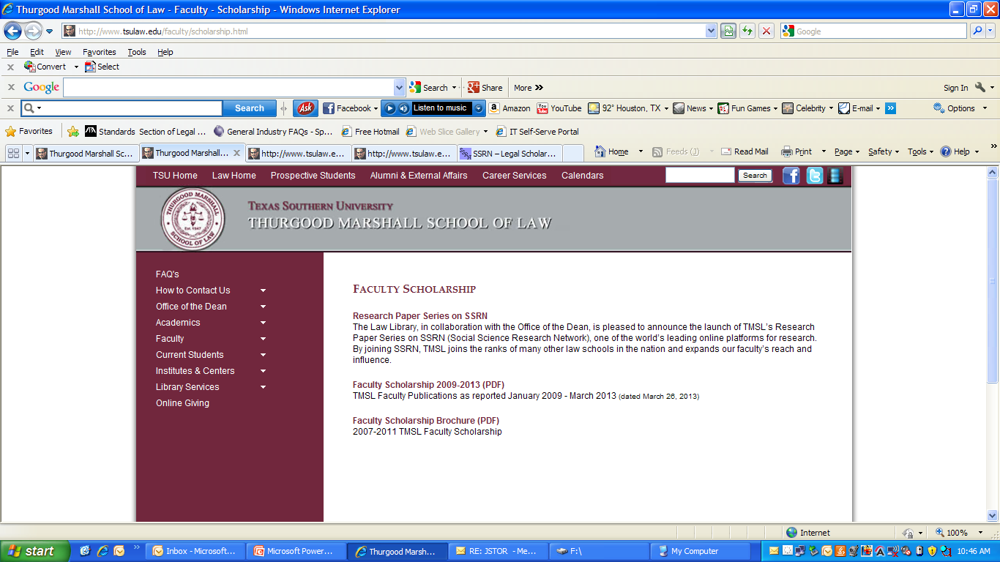 Thurgood Marshall School of Law - Faculty - Scholarship - Windows Internet Explorer
http://www.tsulaw.edu/faculty/scholarship.html
Google
File Edit View Favorites Tools Help
x Convert Select
x Google Search Share More » Sign In
x Search Ask Facebook Listen to music Amazon YouTube 92° Houston, TX News Fun Games Celebrity E-mail » Options
Favorites Standards Section of Legal ... General Industry FAQs - Sp... Free Hotmail Web Slice Gallery IT Self-Serve Portal
Thurgood Marshall Sc... Thurgood Marshall... x http://www.tsulaw.e... http://www.tsulaw.e... SSRN – Legal Scholar... Home Feeds (J) Read Mail Print Page Safety Tools Help »
TSU Home Law Home Prospective Students Alumni & External Affairs Career Services Calendars Search
THURGOOD MARSHALL
SCHOOL OF LAW
Est. 1947
TEXAS SOUTHERN UNIVERSITY
THURGOOD MARSHALL SCHOOL OF LAW
FAQ's
How to Contact Us
Office of the Dean
Academics
Faculty
Current Students
Institutes & Centers
Library Services
Online Giving
FACULTY SCHOLARSHIP
Research Paper Series on SSRN
The Law Library, in collaboration with the Office of the Dean, is pleased to announce the launch of TMSL's Research
Paper Series on SSRN (Social Science Research Network), one of the world's leading online platforms for research.
By joining SSRN, TMSL joins the ranks of many other law schools in the nation and expands our faculty's reach and
influence.
Faculty Scholarship 2009-2013 (PDF)
TMSL Faculty Publications as reported January 2009 - March 2013 (dated March 26, 2013)
Faculty Scholarship Brochure (PDF)
2007-2011 TMSL Faculty Scholarship
Internet 100%
start » Inbox - Microsoft... Microsoft Power... Thurgood Marsh... RE: JSTOR - Me... F:\ My Computer 10:46 AM